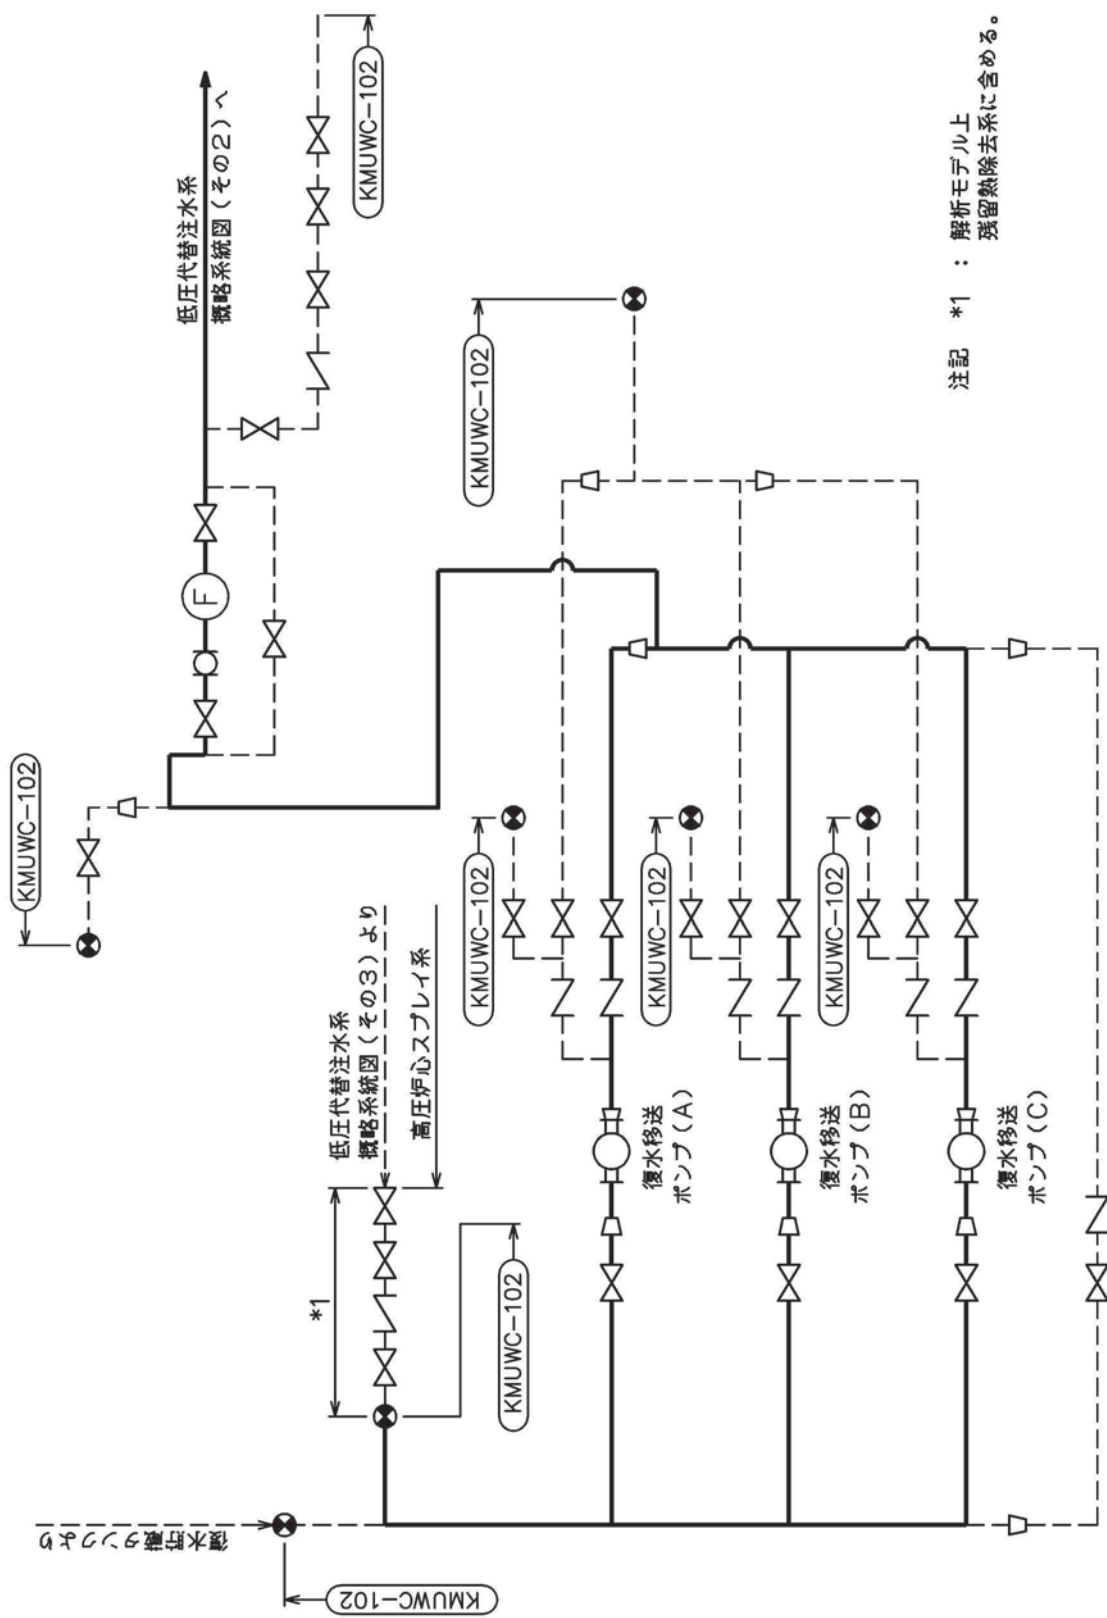 復水貯蔵タンクより
KMUWC-102
KMUWC-102
低圧代替注水系
概略系統図(その2)へ
KMUWC-102
低圧代替注水系
概略系統図(その3)より
高圧炉心スプレイ系
*1
KMUWC-102
F
KMUWC-102
KMUWC-102
KMUWC-102
KMUWC-102
復水移送
ポンプ(A)
復水移送
ポンプ(B)
復水移送
ポンプ(C)
注記 *1 : 解析モデル上
残留熱除去系に含める。